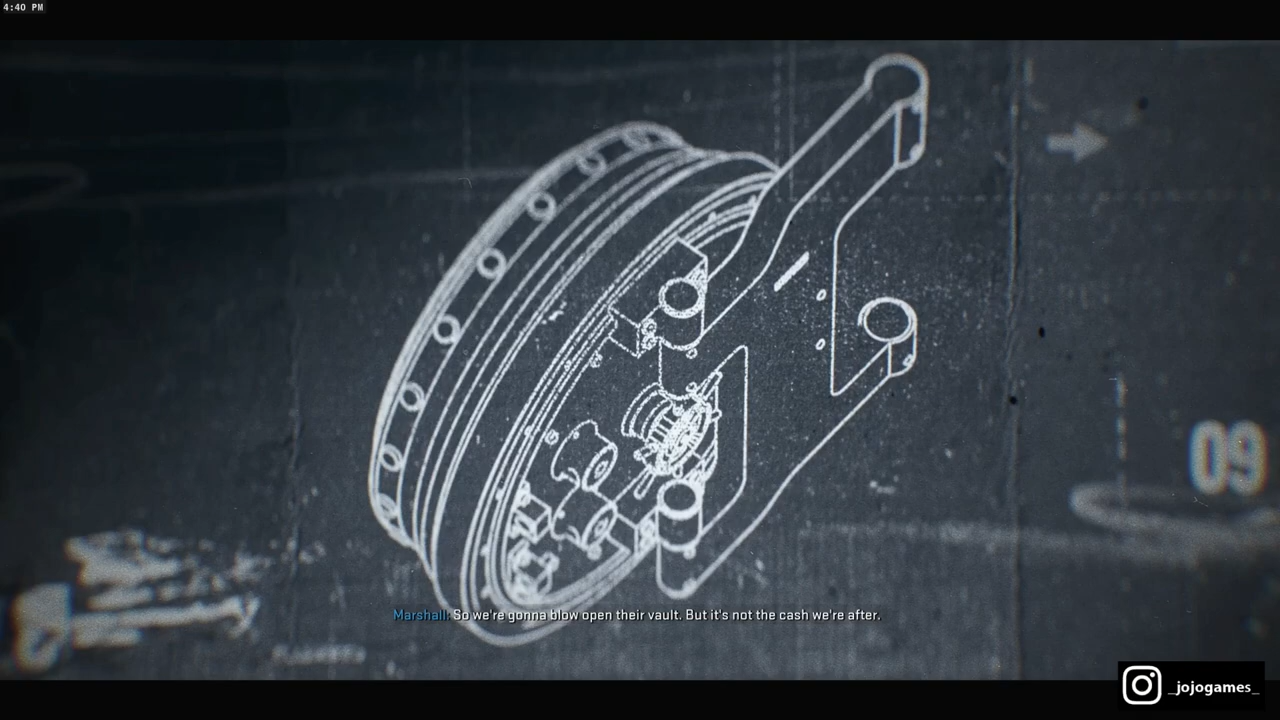 4:40 PM
09
Marshall: So we're gonna blow open their vault. But it's not the cash we're after.
_jojogames_